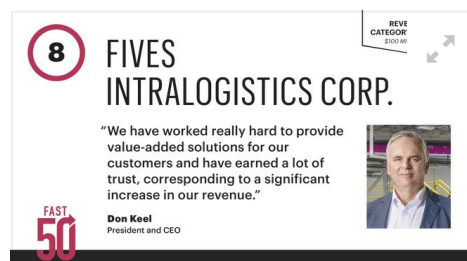 8
FIVES
INTRALOGISTICS CORP.
REVE
CATEGOR
$100 MI
“We have worked really hard to provide
value-added solutions for our
customers and have earned a lot of
trust, corresponding to a significant
increase in our revenue.”
Don Keel
President and CEO
FAST
50